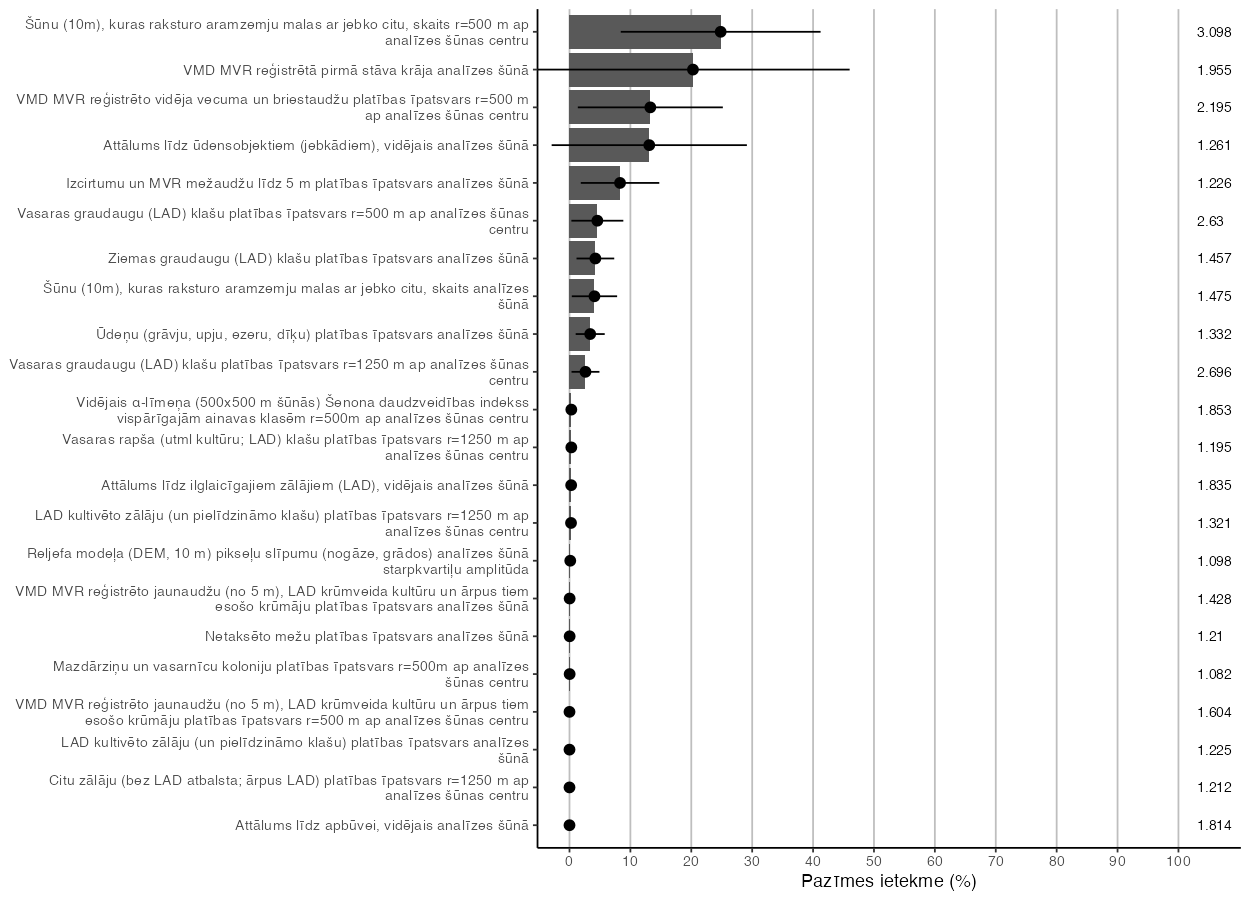 Šūnu (10m), kuras raksturo aramzemju malas ar jebko citu, skaits r=500 m ap
analīzes šūnas centru
3.098
VMD MVR reģistrētā pirmā stāva krāja analīzes šūnā
1.955
VMD MVR reģistrēto vidēja vecuma un briestaudžu platības īpatsvars r=500 m
ap analīzes šūnas centru
2.195
Attālums līdz ūdensobjektiem (jebkādiem), vidējais analīzes šūnā
1.261
Izcirtumu un MVR mežaudžu līdz 5 m platības īpatsvars analīzes šūnā
1.226
Vasaras graudaugu (LAD) klašu platības īpatsvars r=500 m ap analīzes šūnas
centru
2.63
Ziemas graudaugu (LAD) klašu platības īpatsvars analīzes šūnā
1.457
Šūnu (10m), kuras raksturo aramzemju malas ar jebko citu, skaits analīzes
šūnā
1.475
Ūdeņu (grāvju, upju, ezeru, dīķu) platības īpatsvars analīzes šūnā
1.332
Vasaras graudaugu (LAD) klašu platības īpatsvars r=1250 m ap analīzes šūnas
centru
2.696
Vidējais α-līmeņa (500x500 m šūnās) Šenona daudzveidības indekss
vispārīgajām ainavas klasēm r=500m ap analīzes šūnas centru
1.853
Vasaras rapša (utml kultūru; LAD) klašu platības īpatsvars r=1250 m ap
analīzes šūnas centru
1.195
Attālums līdz ilglaicīgajiem zālājiem (LAD), vidējais analīzes šūnā
1.835
LAD kultivēto zālāju (un pielīdzināmo klašu) platības īpatsvars r=1250 m ap
analīzes šūnas centru
1.321
Reljefa modeļa (DEM, 10 m) pikseļu slīpumu (nogāze, grādos) analīzes šūnā
starpkvartiļu amplitūda
1.098
VMD MVR reģistrēto jaunaudžu (no 5 m), LAD krūmveida kultūru un ārpus tiem
esošo krūmāju platības īpatsvars analīzes šūnā
1.428
Netaksēto mežu platības īpatsvars analīzes šūnā
1.21
Mazdārziņu un vasarnīcu koloniju platības īpatsvars r=500m ap analīzes
šūnas centru
1.082
VMD MVR reģistrēto jaunaudžu (no 5 m), LAD krūmveida kultūru un ārpus tiem
esošo krūmāju platības īpatsvars r=500 m ap analīzes šūnas centru
1.604
LAD kultivēto zālāju (un pielīdzināmo klašu) platības īpatsvars analīzes
šūnā
1.225
Citu zālāju (bez LAD atbalsta; ārpus LAD) platības īpatsvars r=1250 m ap
analīzes šūnas centru
1.212
Attālums līdz apbūvei, vidējais analīzes šūnā
1.814
0 10 20 30 40 50 60 70 80 90 100
Pazīmes ietekme (%)